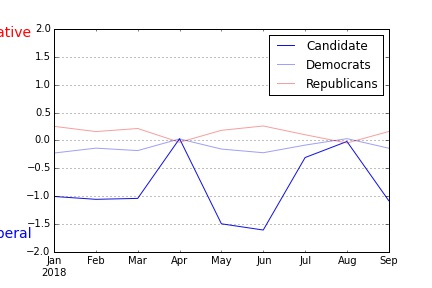 2.0
ative
1.5
1.0
0.5
0.0
−0.5
−1.0
−1.5
beral
−2.0
Candidate
Democrats
Republicans
Jan Feb Mar Apr May Jun Jul Aug Sep
2018